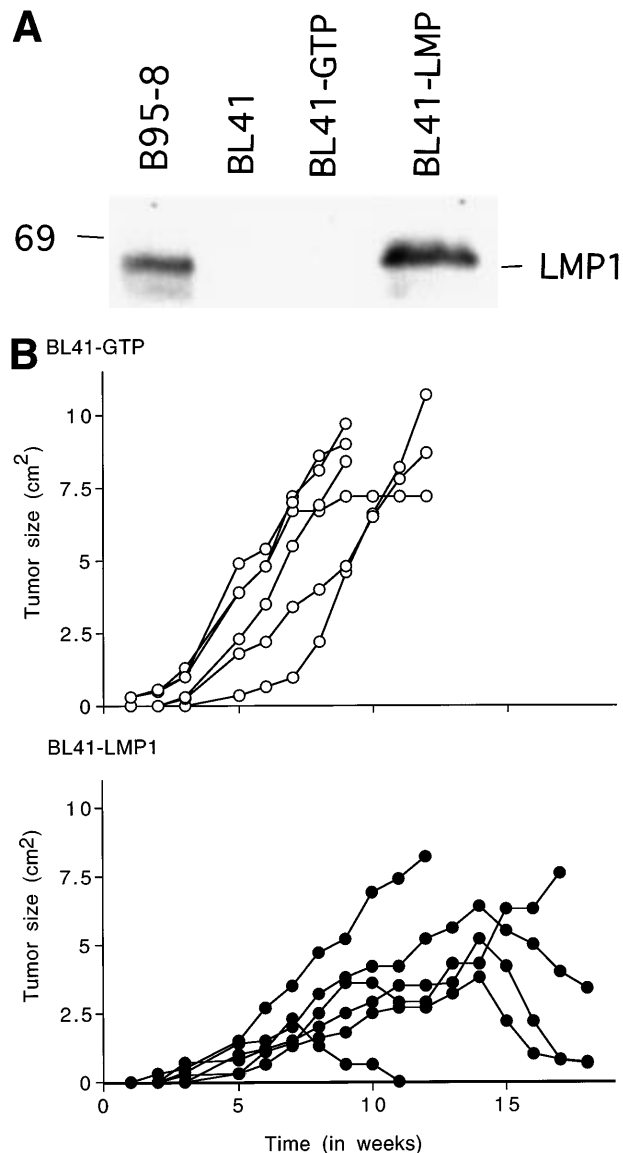 A
B95-8 BL41 BL41-GTP BL41-LMP
69
LMP1
B BL41-GTP
Tumor size (cm2)
10
7.5
5
2.5
0
BL41-LMP1
Tumor size (cm2)
10
7.5
5
2.5
0
0 5 10 15
Time (in weeks)